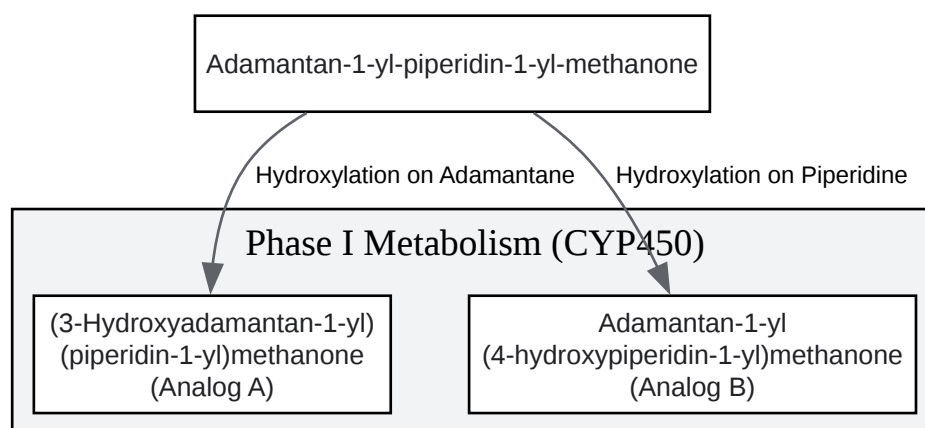 Adamantan-1-yl-piperidin-1-yl-methanone
Hydroxylation on Adamantane
Hydroxylation on Piperidine
Phase I Metabolism (CYP450)
(3-Hydroxyadamantan-1-yl)
(piperidin-1-yl)methanone
(Analog A)
Adamantan-1-yl
(4-hydroxypiperidin-1-yl)methanone
(Analog B)